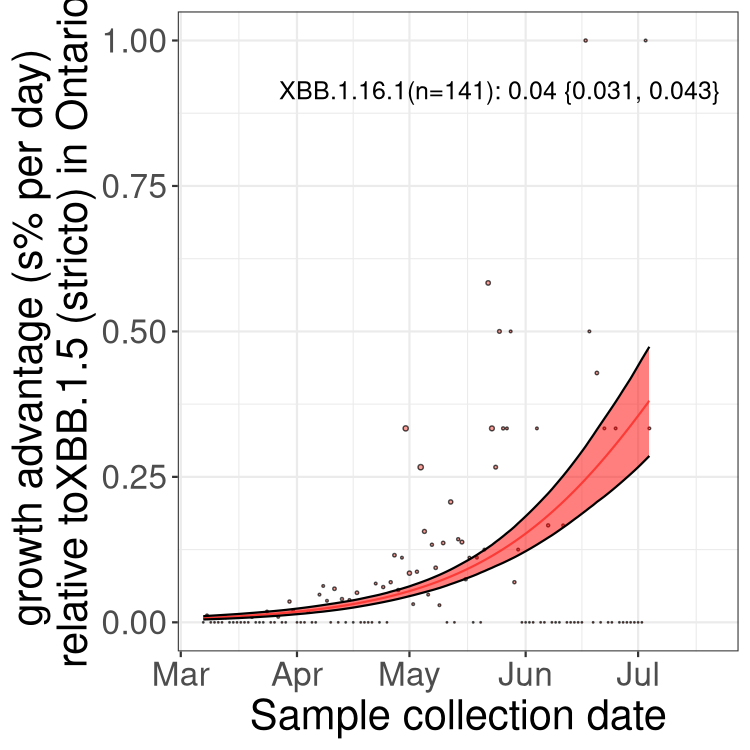 growth advantage (s% per day)
relative toXBB.1.5 (stricto) in Ontario
1.00
0.75
0.50
0.25
0.00
XBB.1.16.1(n=141): 0.04 {0.031, 0.043}
Mar Apr May Jun Jul
Sample collection date